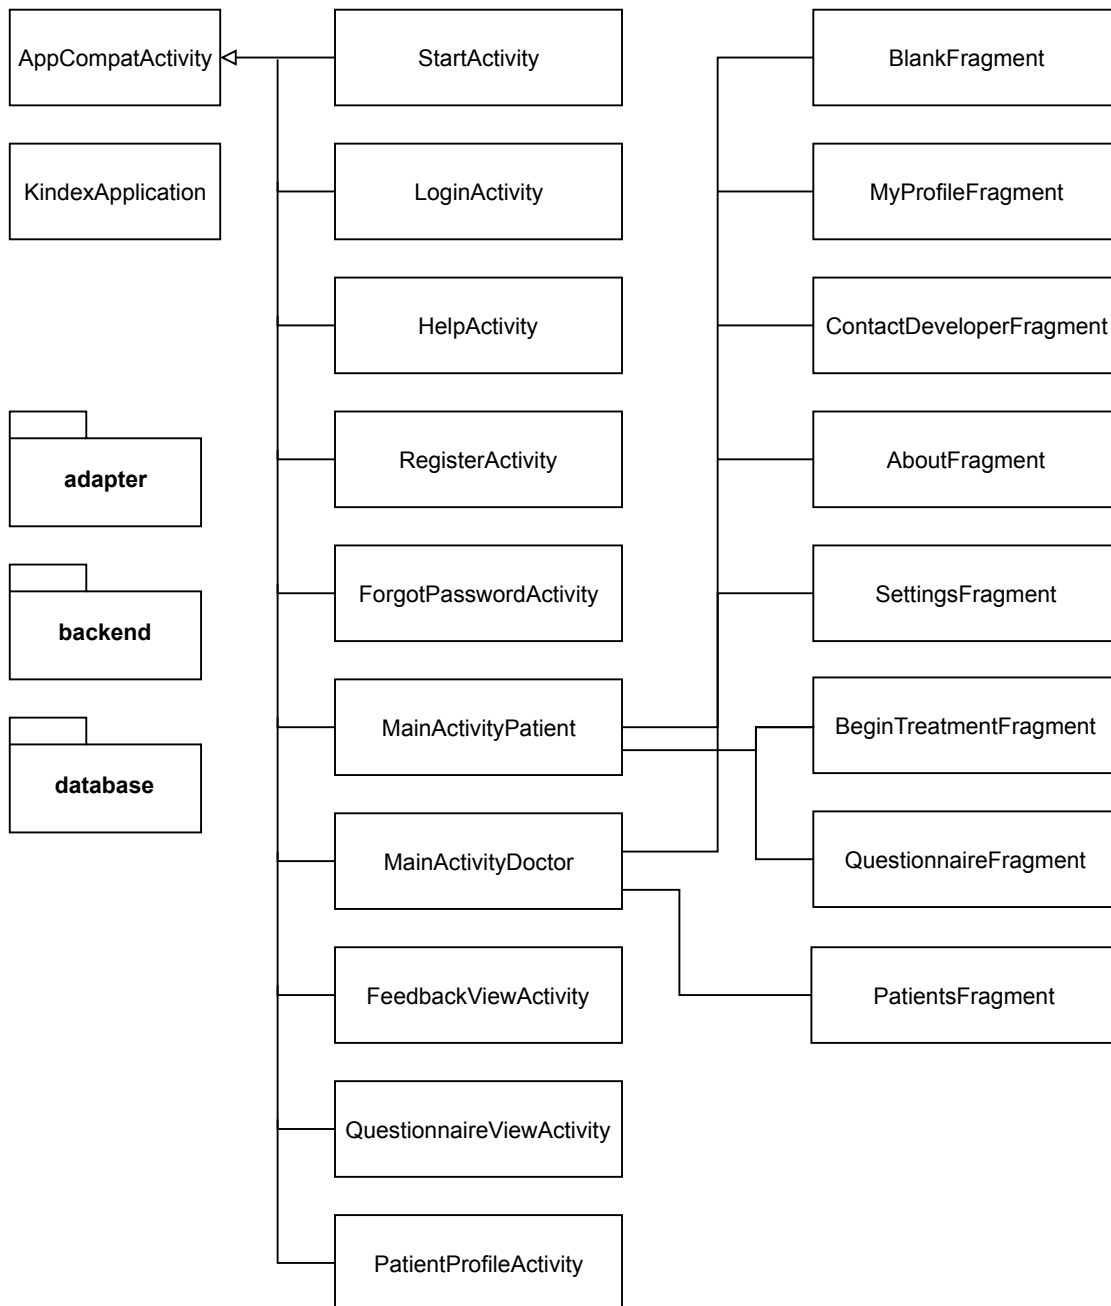 AppCompatActivity
StartActivity
BlankFragment
KindexApplication
LoginActivity
MyProfileFragment
HelpActivity
ContactDeveloperFragment
adapter
RegisterActivity
AboutFragment
backend
ForgotPasswordActivity
SettingsFragment
database
MainActivityPatient
BeginTreatmentFragment
MainActivityDoctor
QuestionnaireFragment
FeedbackViewActivity
PatientsFragment
QuestionnaireViewActivity
PatientProfileActivity